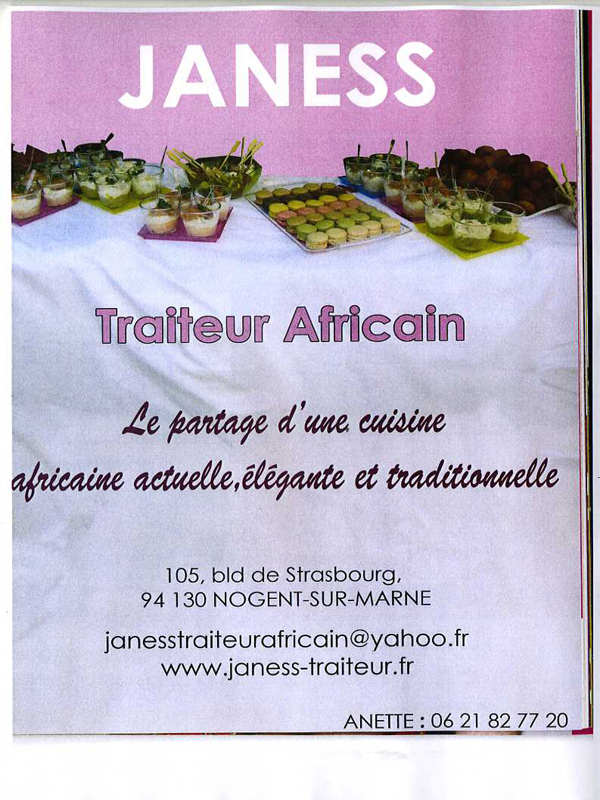 JANESS
Traiteur Africain
Le partage d'une cuisine
africaine actuelle,élégante et traditionnelle
105, bld de Strasbourg,
94 130 NOGENT-SUR-MARNE
janesstraiteurafricain@yahoo.fr
www.janess-traiteur.fr
ANETTE : 06 21 82 77 20